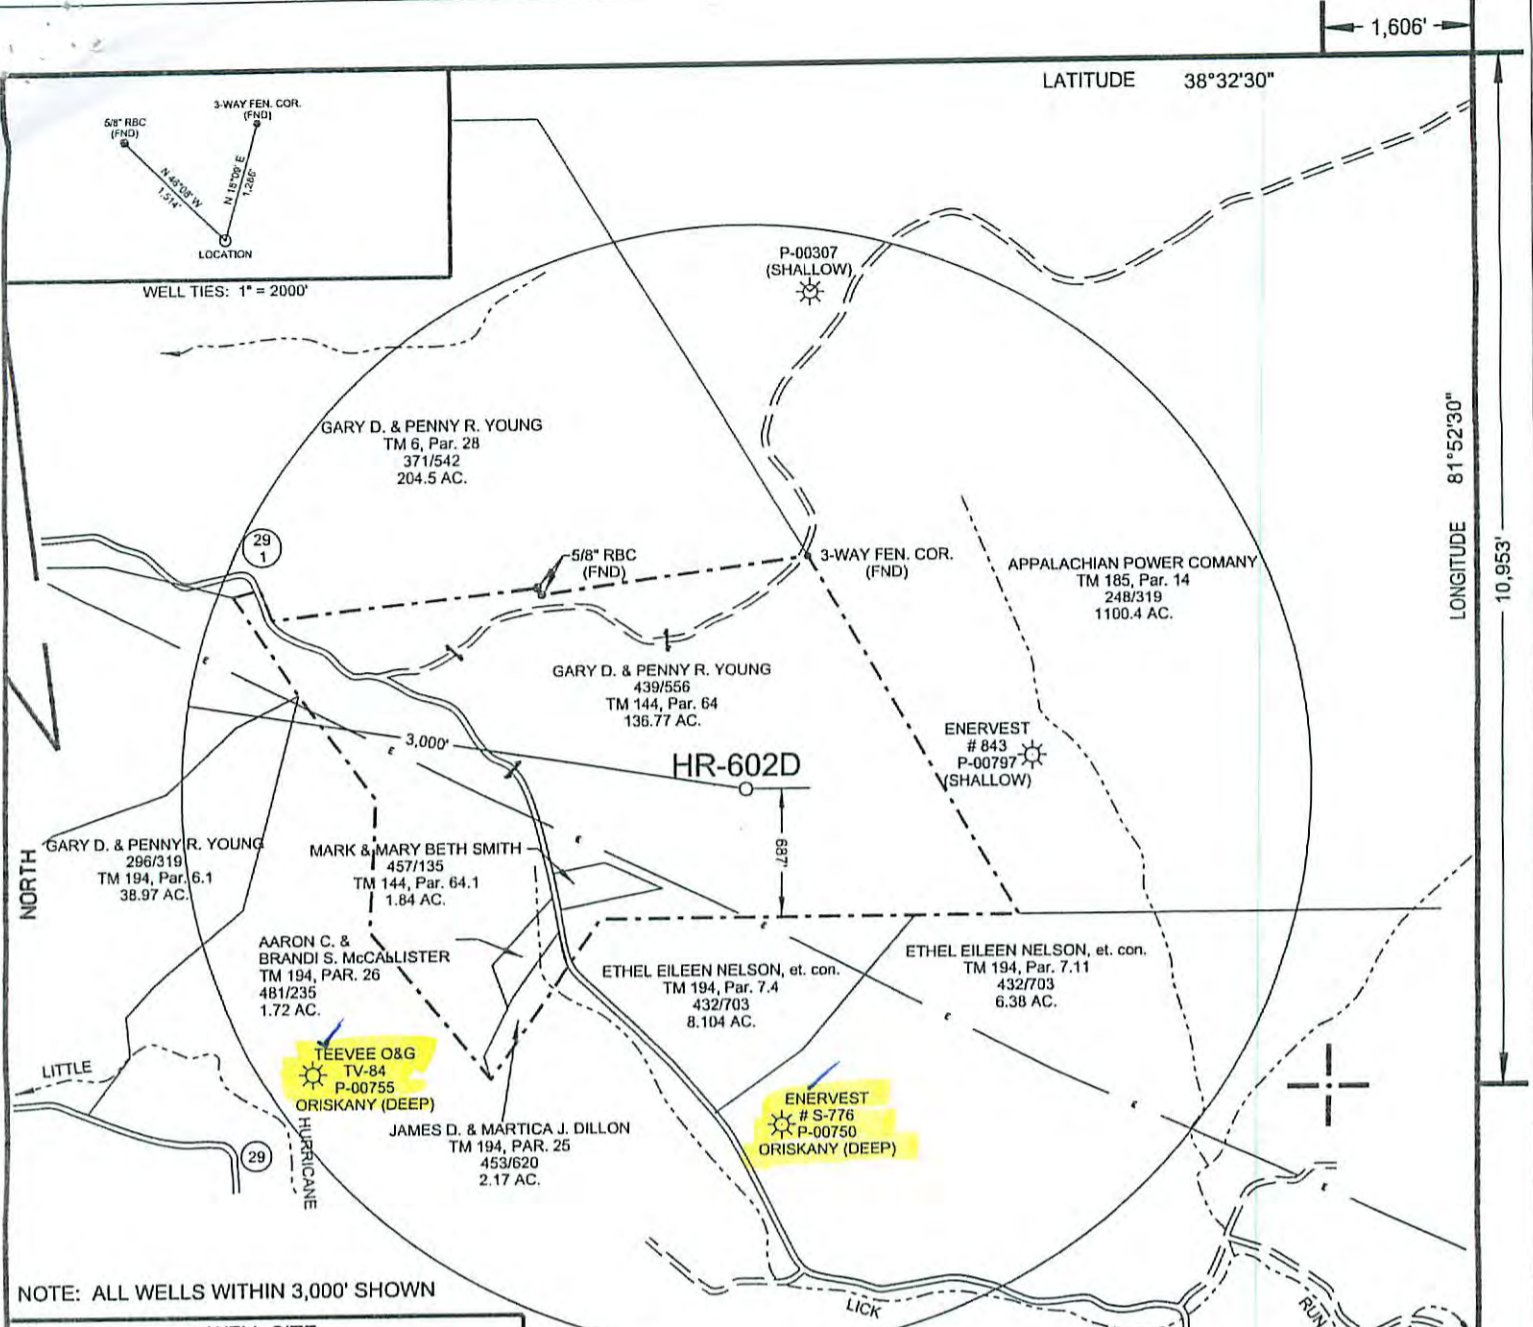 1,606'
LATITUDE 38°32'30"
3-WAY FEN. COR.
(FND)
5/8" RBC
(FND)
N 18°09' E
1,286'
1,514'
LOCATION
WELL TIES: 1" = 2000'
P-00307
(SHALLOW)
GARY D. & PENNY R. YOUNG
TM 6, Par. 28
371/542
204.5 AC.
LONGITUDE 81°52'30"
10,953'
29
1
5/8" RBC
(FND)
3-WAY FEN. COR.
(FND)
APPALACHIAN POWER COMANY
TM 185, Par. 14
248/319
1100.4 AC.
GARY D. & PENNY R. YOUNG
439/556
TM 144, Par. 64
136.77 AC.
E
E
3,000'
HR-602D
ENERVEST
# 843
P-00797
(SHALLOW)
687'
NORTH
GARY D. & PENNY R. YOUNG
296/319
TM 194, Par. 6.1
38.97 AC.
MARK & MARY BETH SMITH
457/135
TM 144, Par. 64.1
1.84 AC.
E
E
AARON C. &
BRANDI S. McCALLISTER
TM 194, PAR. 26
481/235
1.72 AC.
ETHEL EILEEN NELSON, et. con.
TM 194, Par. 7.4
432/703
8.104 AC.
ETHEL EILEEN NELSON, et. con.
TM 194, Par. 7.11
432/703
6.38 AC.
E
E
E
LITTLE
HURRICANE
TEEVEE O&G
TV-84
P-00755
ORISKANY (DEEP)
ENERVEST
# S-776
P-00750
ORISKANY (DEEP)
JAMES D. & MARTICA J. DILLON
TM 194, PAR. 25
453/620
2.17 AC.
29
NOTE: ALL WELLS WITHIN 3,000' SHOWN
LICK
RUN